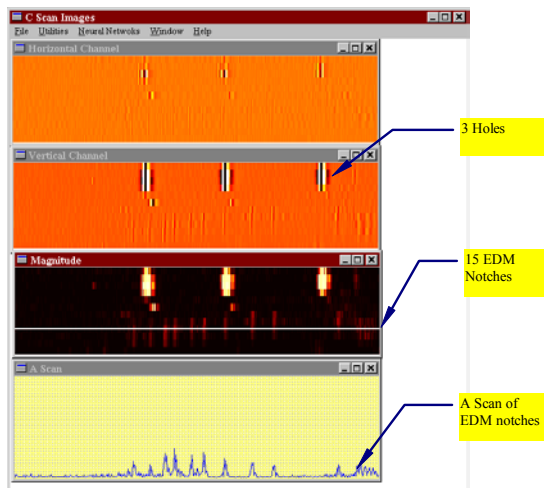 C Scan Images
File Utilities Neural Netwoks Window Help
Horizontal Channel
Vertical Channel
3 Holes
Magnitude
15 EDM
Notches
A Scan
A Scan of
EDM notches